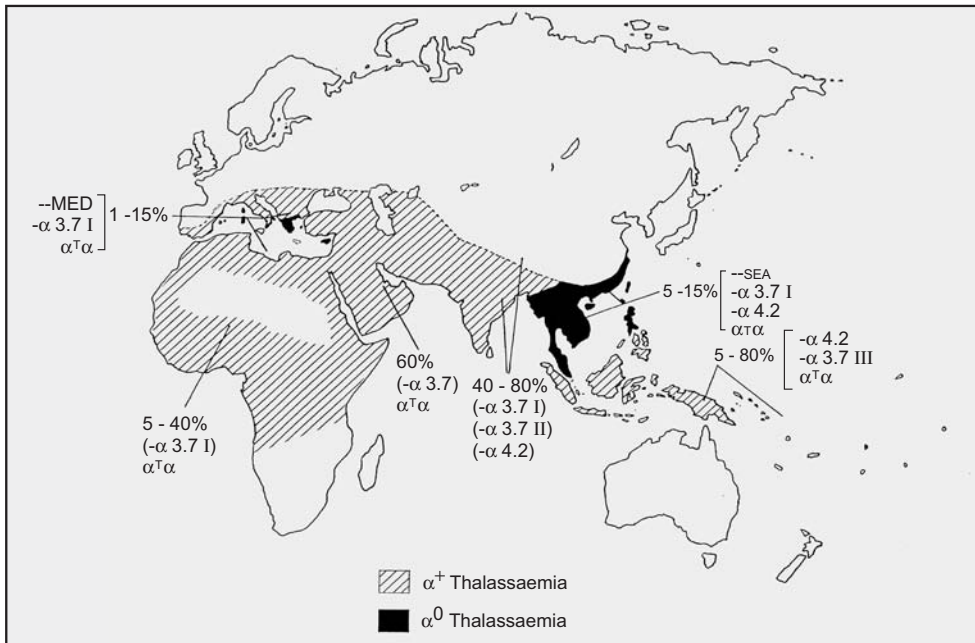 --MED
-α 3.7 I
αᵀα
1 -15%
5 - 40%
(-α 3.7 I)
αᵀα
60%
(-α 3.7)
αᵀα
40 - 80%
(-α 3.7 I)
(-α 3.7 II)
(-α 4.2)
5 -15%
--SEA
-α 3.7 I
-α 4.2
αTα
5 - 80%
-α 4.2
-α 3.7 III
αᵀα
α⁺ Thalassaemia
α⁰ Thalassaemia